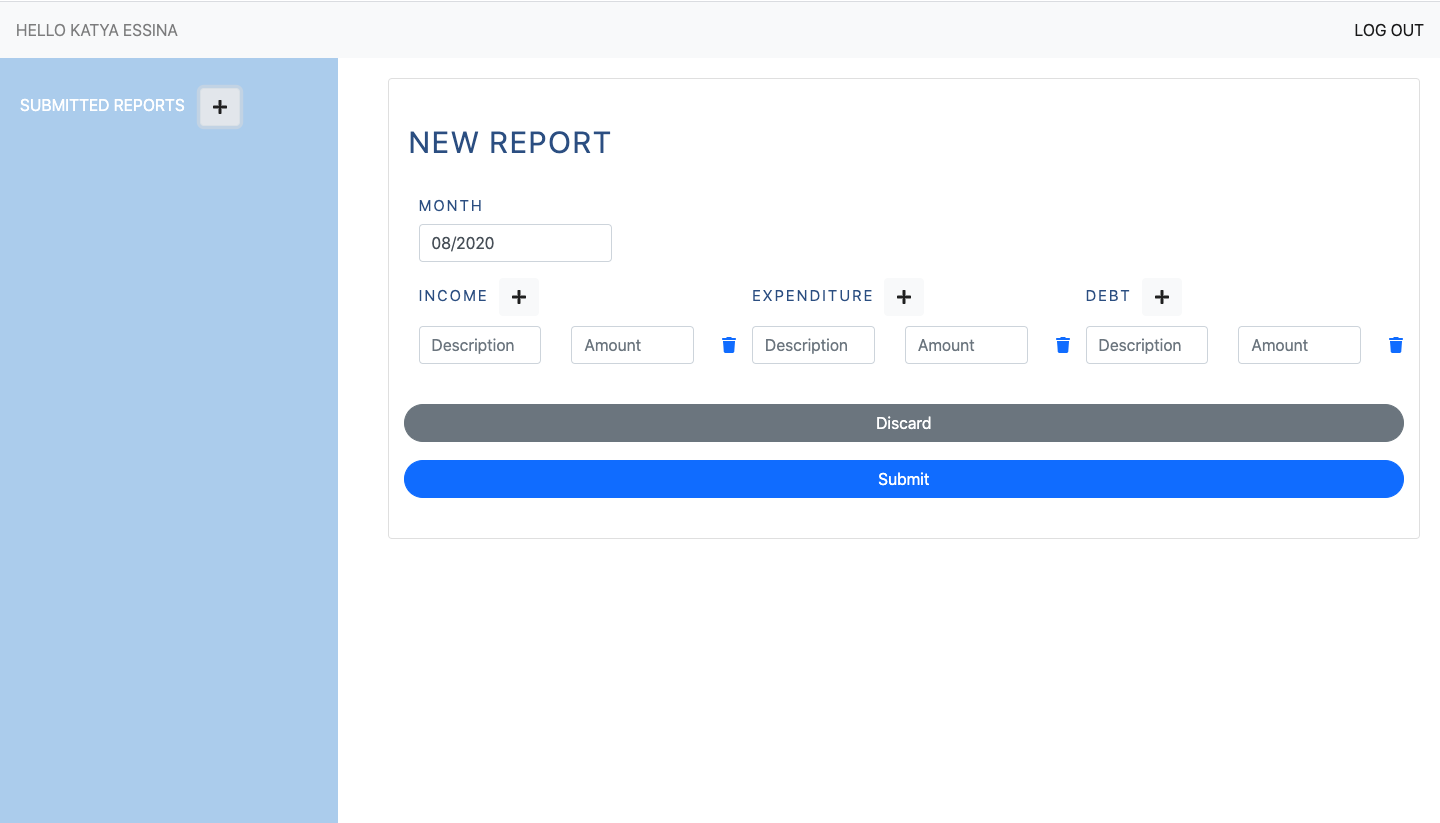 HELLO KATYA ESSINA
LOG OUT
SUBMITTED REPORTS
NEW REPORT
MONTH
08/2020
INCOME EXPENDITURE DEBT
Description Amount Description Amount Description Amount
Discard
Submit